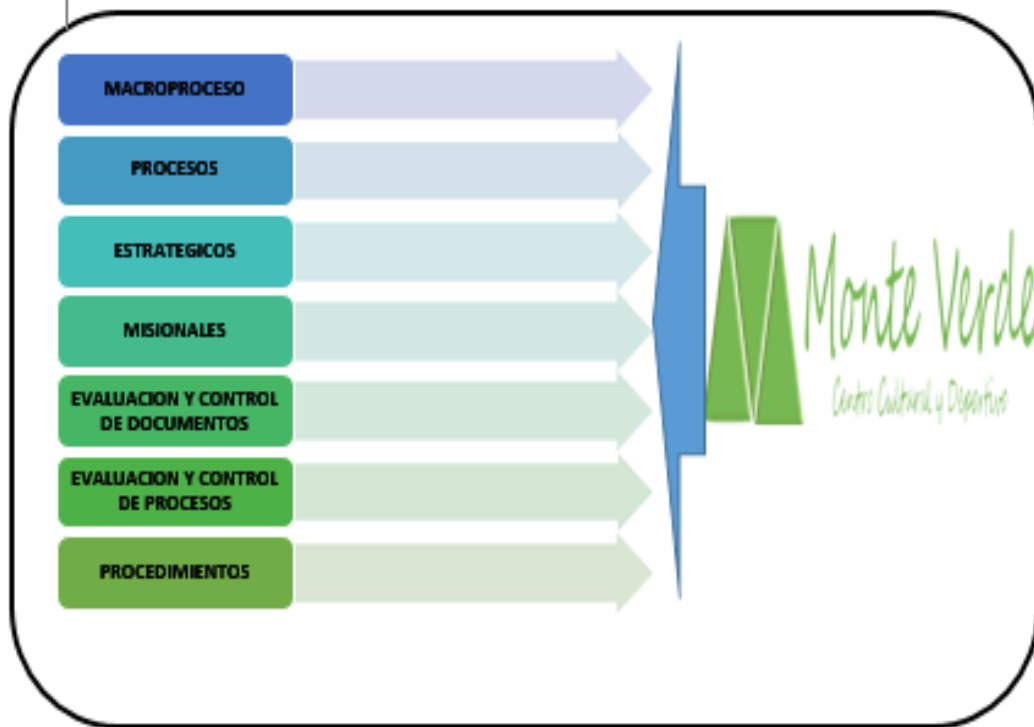 MACROPROCESO
PROCESOS
ESTRATEGICOS
MISIONALES
EVALUACION Y CONTROL
DE DOCUMENTOS
EVALUACION Y CONTROL
DE PROCESOS
PROCEDIMIENTOS
Monte Verde
Centro Cultural y Deportivo